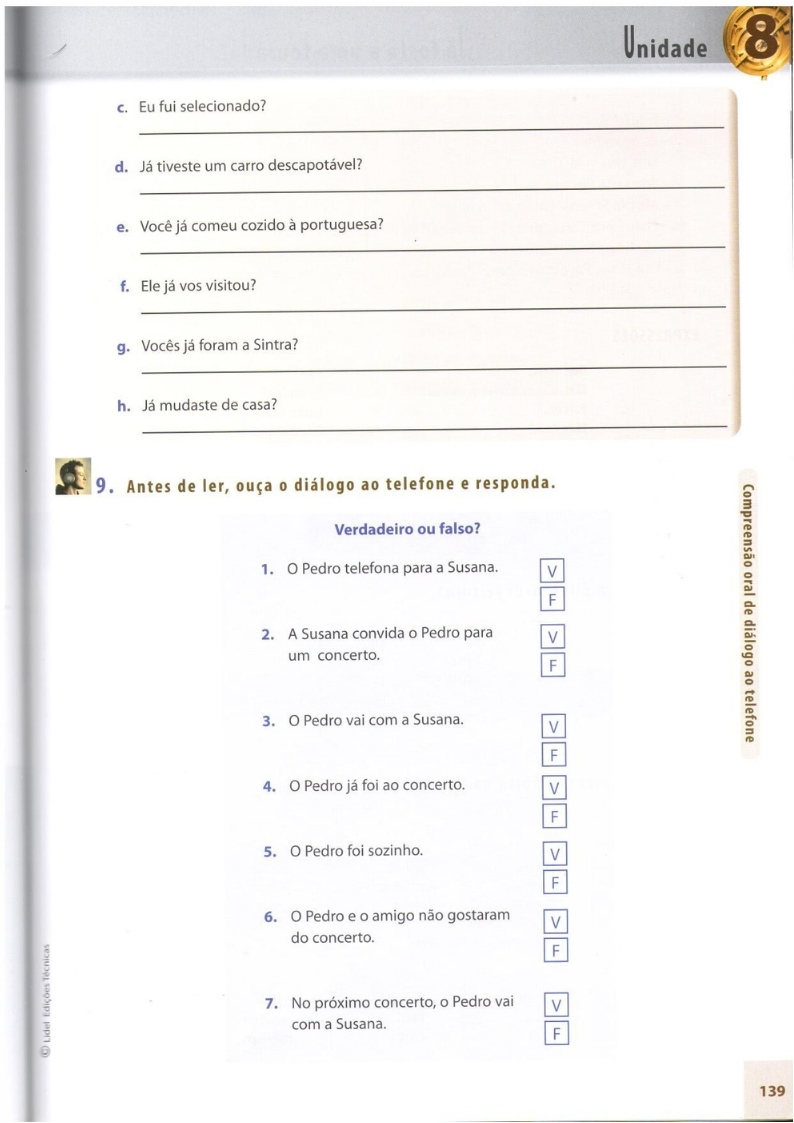 Unidade 8
c. Eu fui selecionado?
d. Já tiveste um carro descapotável?
e. Você já comeu cozido à portuguesa?
f. Ele já vos visitou?
g. Vocês já foram a Sintra?
h. Já mudaste de casa?
9. Antes de ler, ouça o diálogo ao telefone e responda.
Verdadeiro ou falso?
1. O Pedro telefona para a Susana. V
F
2. A Susana convida o Pedro para V
um concerto. F
3. O Pedro vai com a Susana. V
F
4. O Pedro já foi ao concerto. V
F
5. O Pedro foi sozinho. V
F
6. O Pedro e o amigo não gostaram V
do concerto. F
7. No próximo concerto, o Pedro vai V
com a Susana. F
Compreensão oral de diálogo ao telefone
© Lidel Edições Técnicas
139